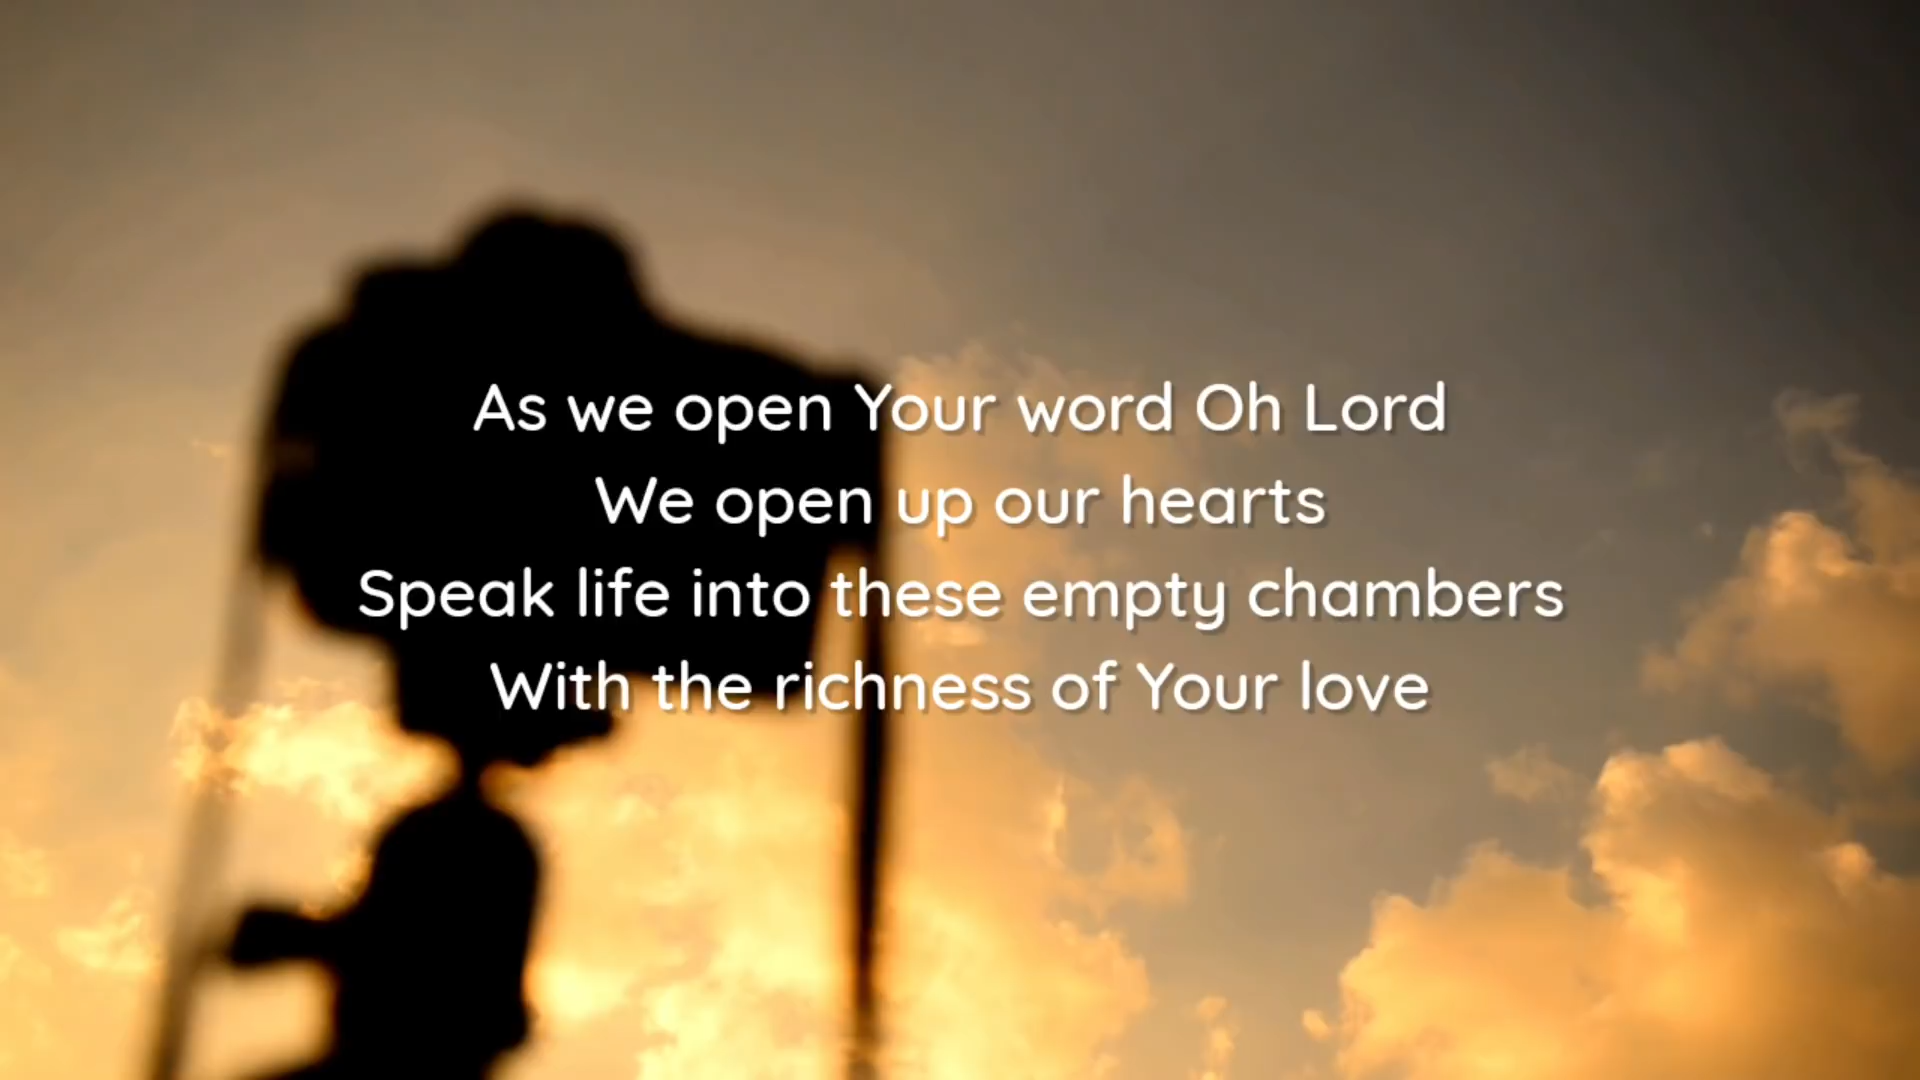 As we open Your word Oh Lord
We open up our hearts
Speak life into these empty chambers
With the richness of Your love